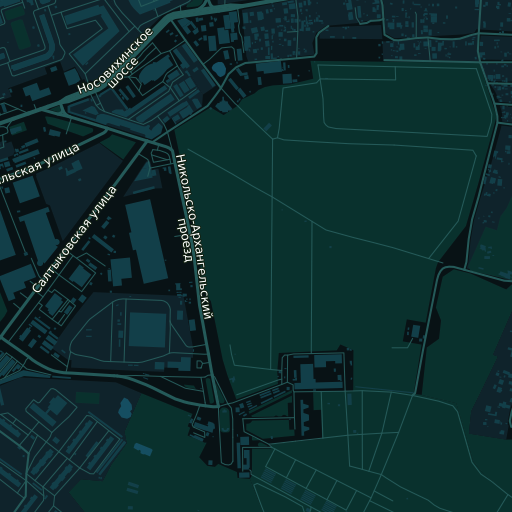 Носовихинское
шоссе
льская улица
Салтыковская улица
Никольско-Архангельский
проезд